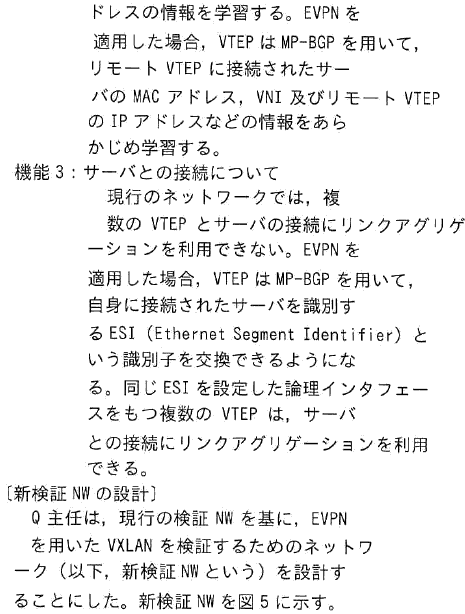 ドレスの情報を学習する。EVPN を
適用した場合，VTEP は MP-BGP を用いて，
リモート VTEP に接続されたサー
バの MAC アドレス，VNI 及びリモート VTEP
の IP アドレスなどの情報をあら
かじめ学習する。
機能 3：サーバとの接続について
現行のネットワークでは，複
数の VTEP とサーバの接続にリンクアグリゲ
ーションを利用できない。EVPN を
適用した場合，VTEP は MP-BGP を用いて，
自身に接続されたサーバを識別す
る ESI（Ethernet Segment Identifier）と
いう識別子を交換できるようにな
る。同じ ESI を設定した論理インタフェー
スをもつ複数の VTEP は，サーバ
との接続にリンクアグリゲーションを利用
できる。
〔新検証 NW の設計〕
Q 主任は，現行の検証 NW を基に，EVPN
を用いた VXLAN を検証するためのネットワ
ーク（以下，新検証 NW という）を設計す
ることにした。新検証 NW を図 5 に示す。